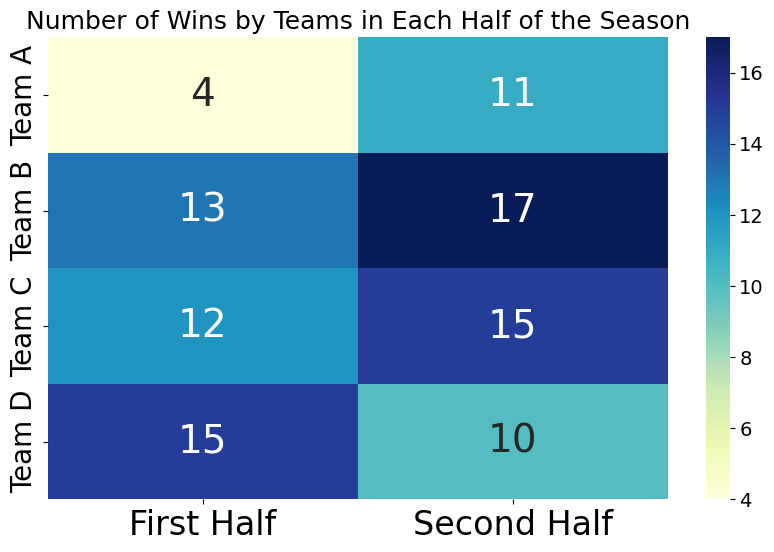 Number of Wins by Teams in Each Half of the Season
Team A
4
11
Team B
13
17
Team C
12
15
Team D
15
10
First Half
Second Half
16
14
12
10
8
6
4